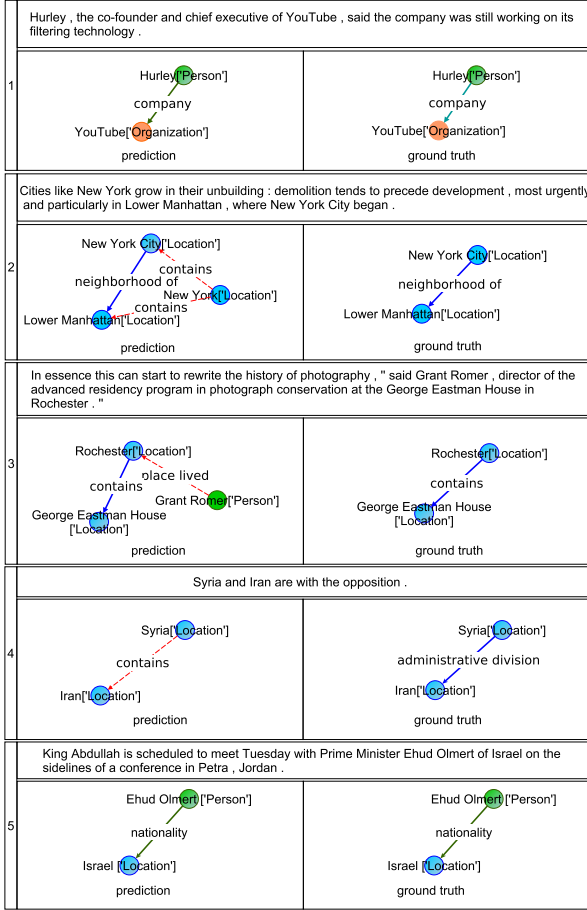 1
Hurley , the co-founder and chief executive of YouTube , said the company was still working on its
filtering technology .
Hurley['Person']
company
YouTube['Organization']
prediction
Hurley['Person']
company
YouTube['Organization']
ground truth
2
Cities like New York grow in their unbuilding : demolition tends to precede development , most urgently
and particularly in Lower Manhattan , where New York City began .
New York City['Location']
contains
neighborhood of
New York['Location']
contains
Lower Manhattan['Location']
prediction
New York City['Location']
neighborhood of
Lower Manhattan['Location']
ground truth
3
In essence this can start to rewrite the history of photography , " said Grant Romer , director of the
advanced residency program in photograph conservation at the George Eastman House in
Rochester . "
Rochester['Location']
place lived
contains
Grant Romer['Person']
George Eastman House
['Location']
prediction
Rochester['Location']
contains
George Eastman House
['Location']
ground truth
4
Syria and Iran are with the opposition .
Syria['Location']
contains
Iran['Location']
prediction
Syria['Location']
administrative division
Iran['Location']
ground truth
5
King Abdullah is scheduled to meet Tuesday with Prime Minister Ehud Olmert of Israel on the
sidelines of a conference in Petra , Jordan .
Ehud Olmert ['Person']
nationality
Israel ['Location']
prediction
Ehud Olmert ['Person']
nationality
Israel ['Location']
ground truth